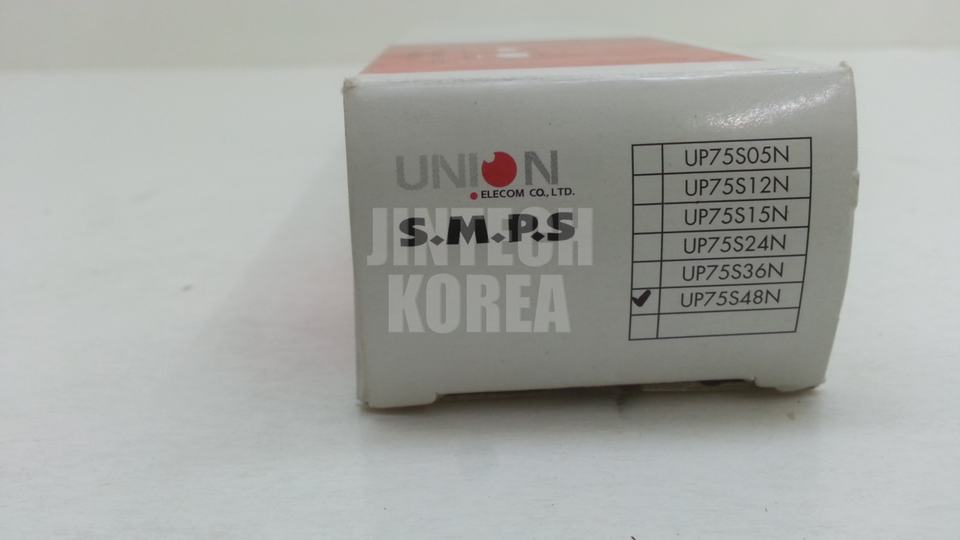 UNION
ELECOM CO., LTD.
S.M.P.S
JINTECH
KOREA
UP75S05N
UP75S12N
UP75S15N
UP75S24N
UP75S36N
✓ UP75S48N